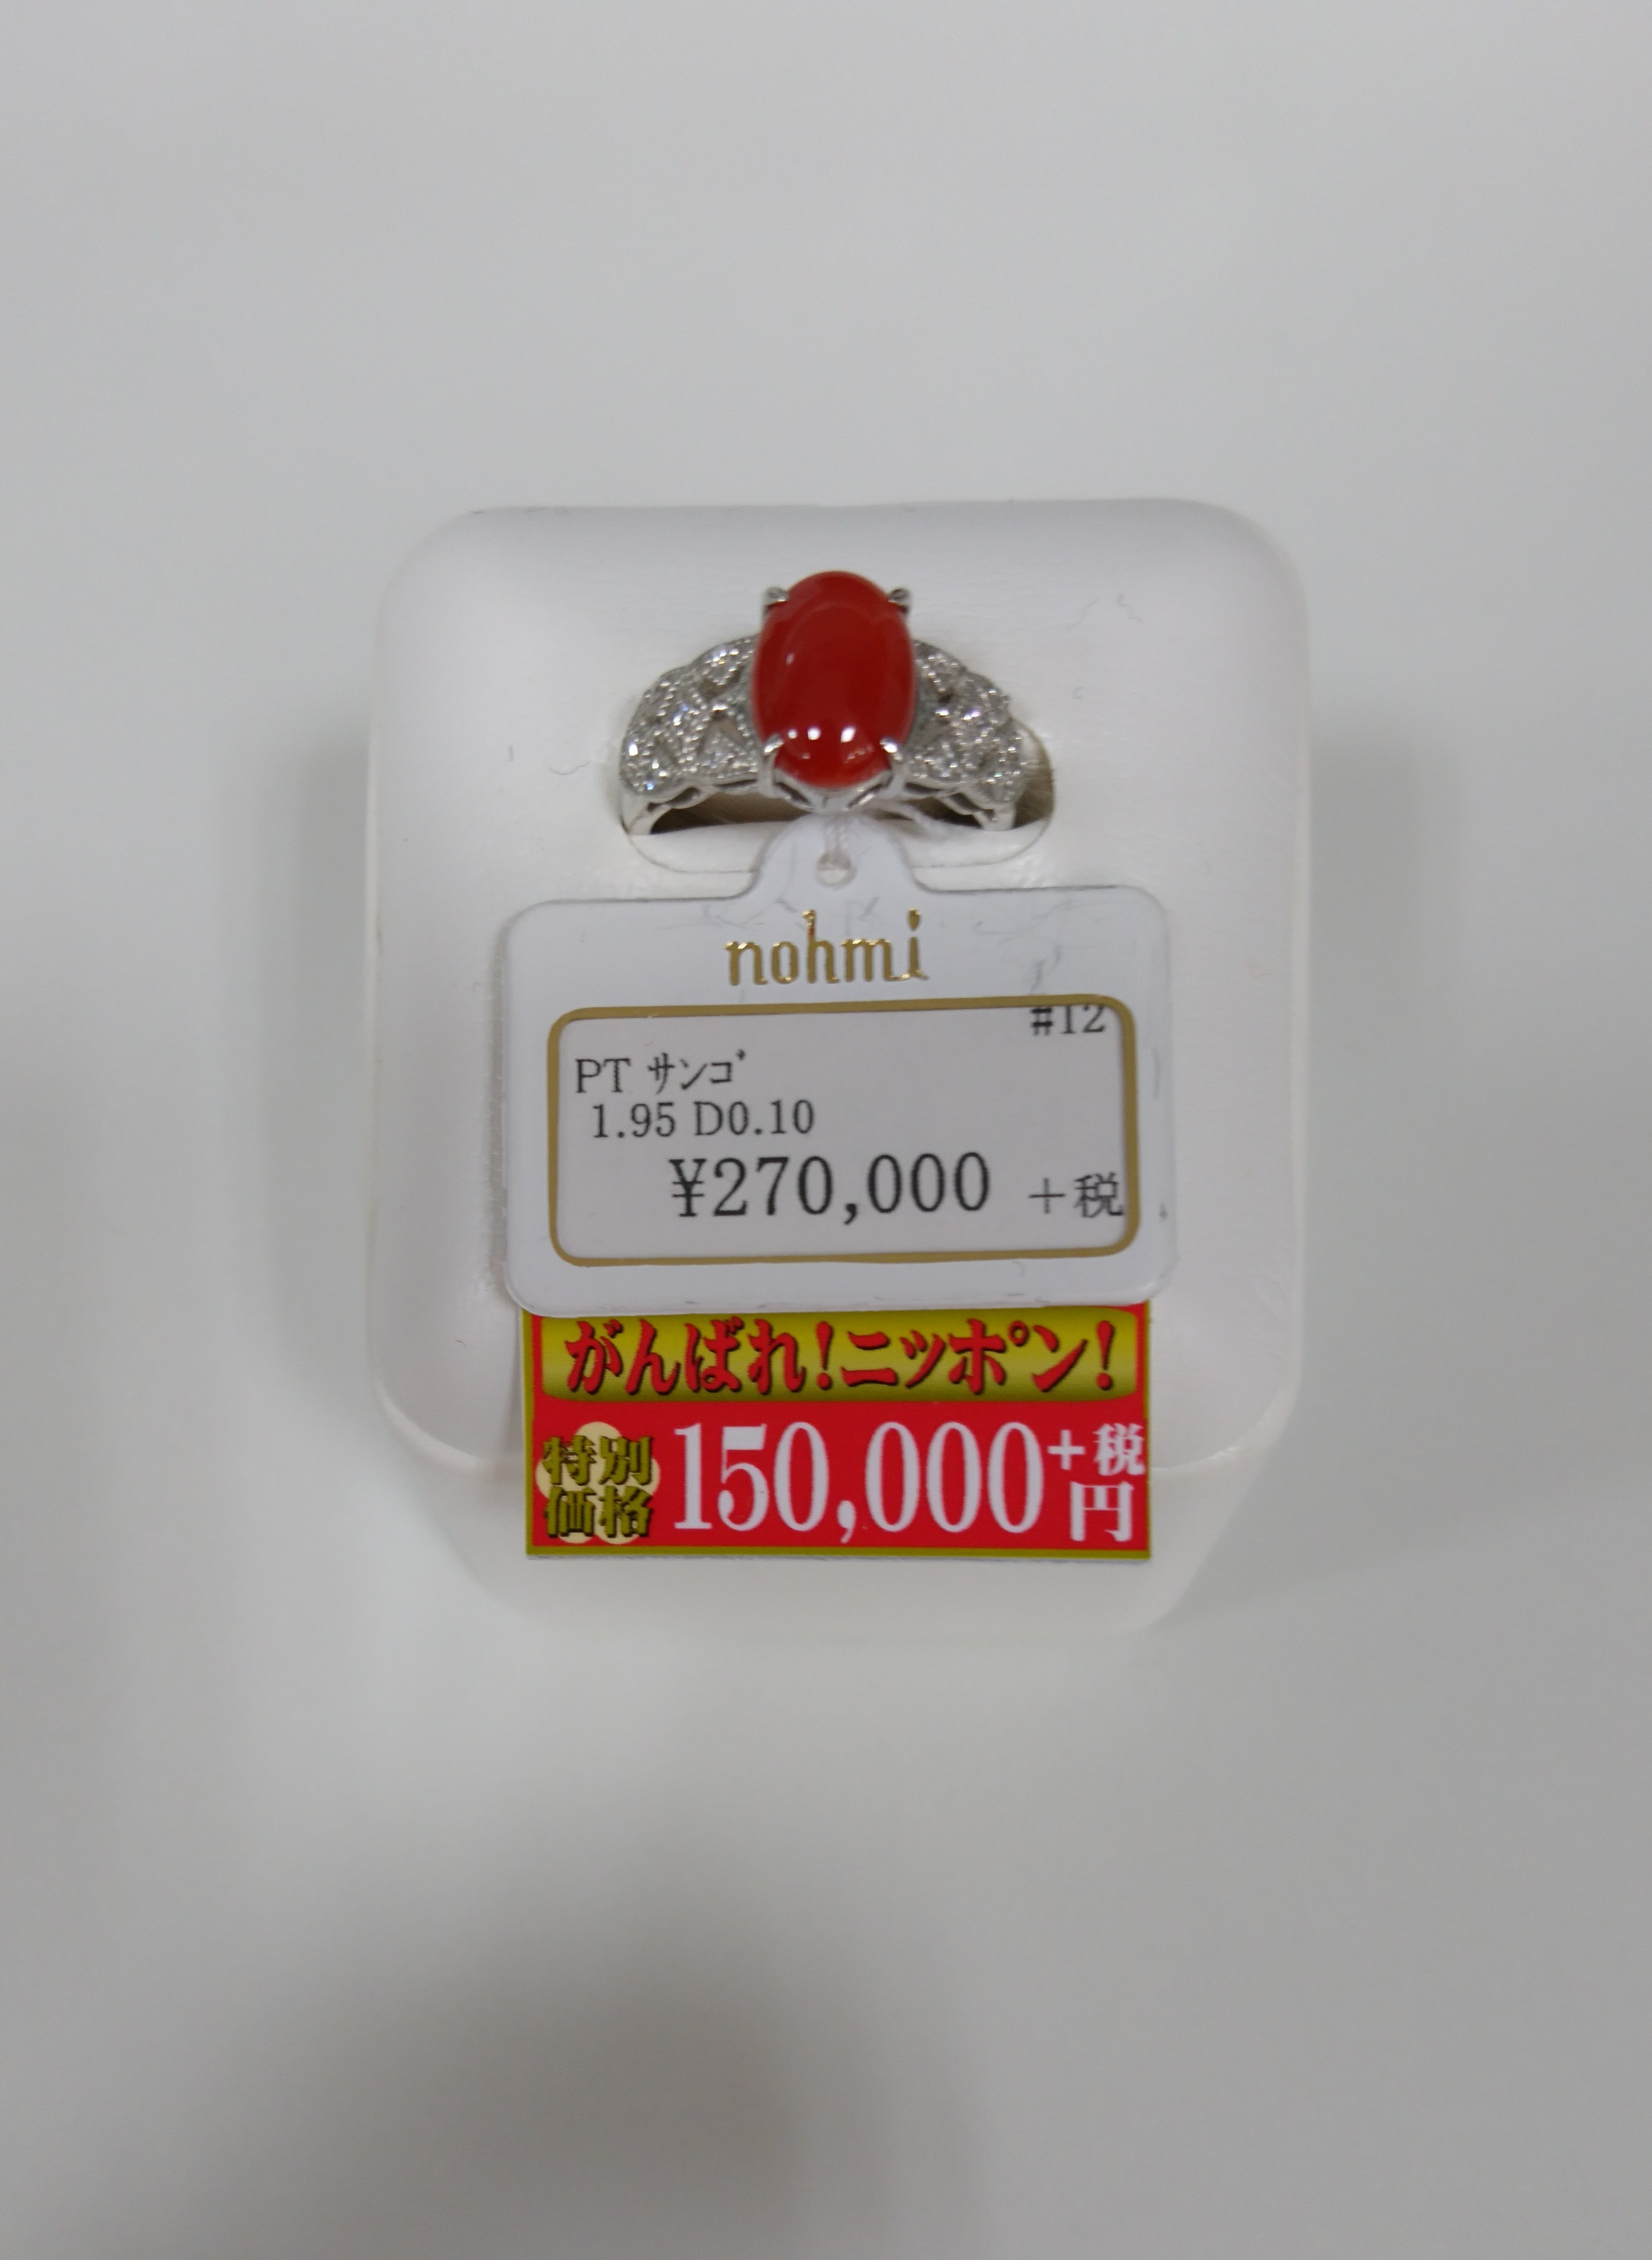 nohmi
#12
PT サンゴ
1.95 D0.10
¥270,000 +税
がんばれ!ニッポン!
特別価格 150,000+税円